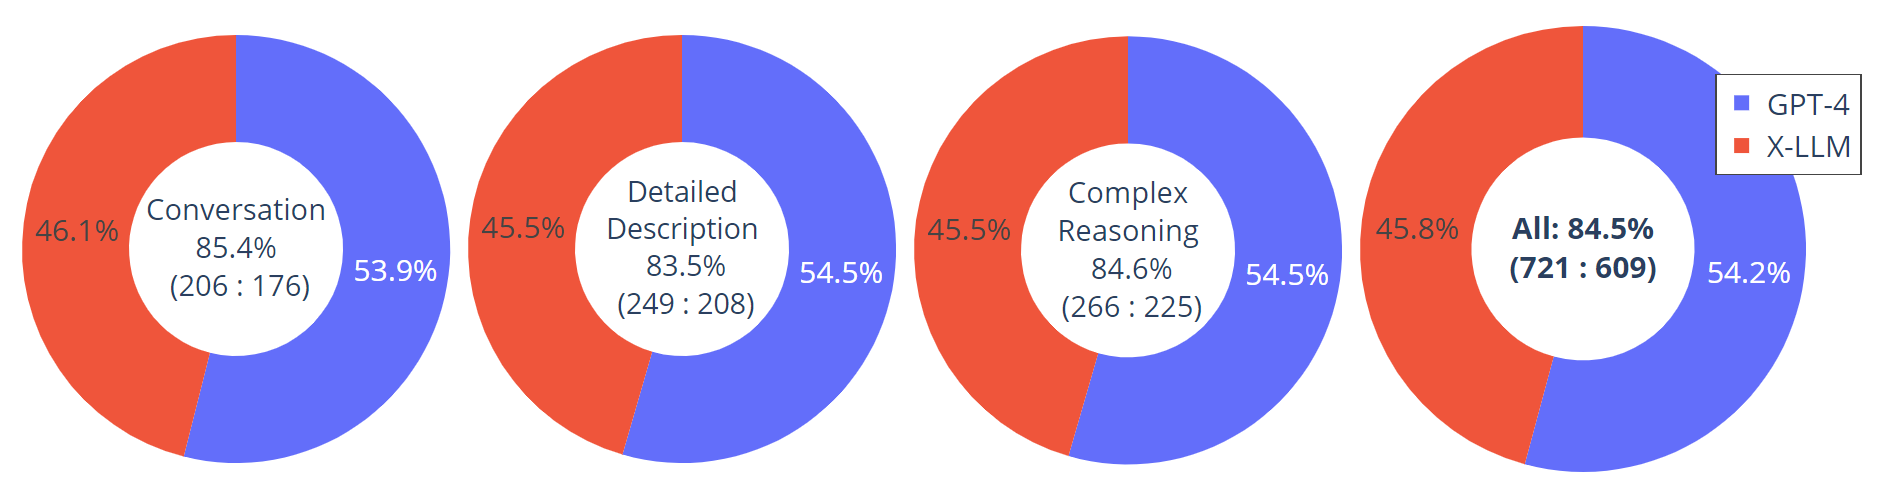 46.1%
Conversation
85.4%
(206 : 176)
53.9%
45.5%
Detailed
Description
83.5%
(249 : 208)
54.5%
45.5%
Complex
Reasoning
84.6%
(266 : 225)
54.5%
45.8%
All: 84.5%
(721 : 609)
54.2%
GPT-4
X-LLM